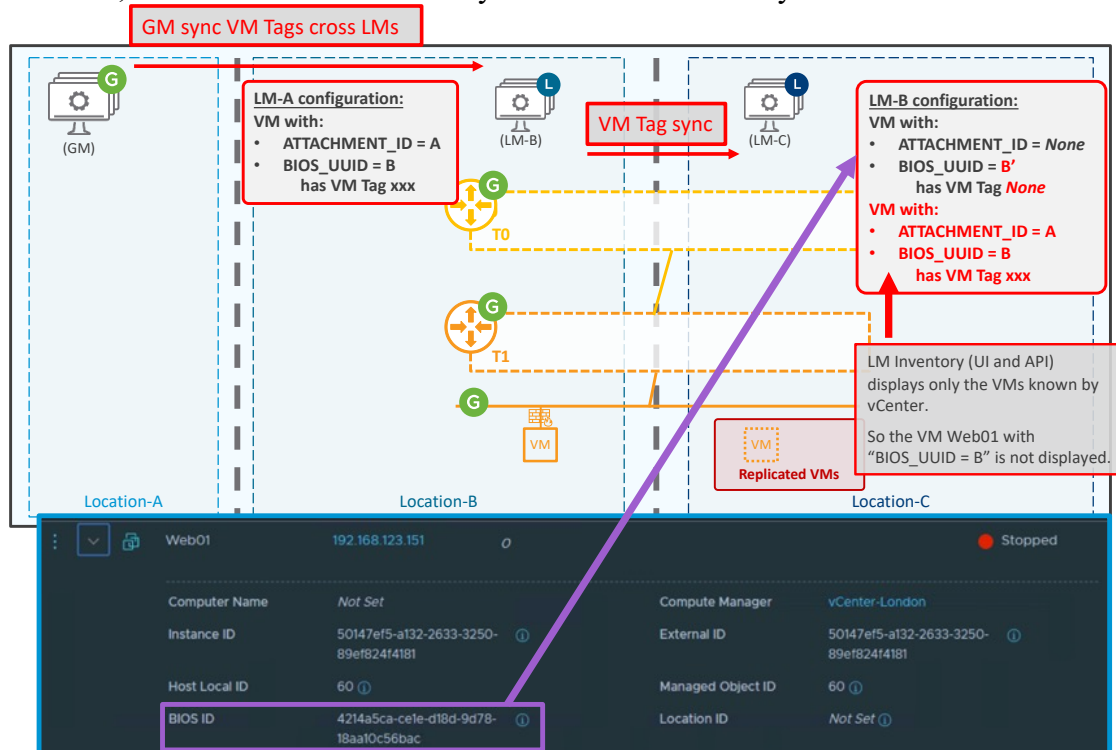 GM sync VM Tags cross LMs
G
(GM)
LM-A configuration:
VM with:
• ATTACHMENT_ID = A
• BIOS_UUID = B
has VM Tag xxx
L
(LM-B)
VM Tag sync
L
(LM-C)
LM-B configuration:
VM with:
• ATTACHMENT_ID = None
• BIOS_UUID = B’
has VM Tag None
VM with:
• ATTACHMENT_ID = A
• BIOS_UUID = B
has VM Tag xxx
G
T0
G
T1
G
VM
VM
Replicated VMs
LM Inventory (UI and API)
displays only the VMs known by
vCenter.
So the VM Web01 with
“BIOS_UUID = B” is not displayed.
Location-A
Location-B
Location-C
Web01 192.168.123.151 0 Stopped
Computer Name Not Set Compute Manager vCenter-London
Instance ID 50147ef5-a132-2633-3250- External ID 50147ef5-a132-2633-3250-
89ef824f4181 89ef824f4181
Host Local ID 60 Managed Object ID 60
BIOS ID 4214a5ca-ce1e-d18d-9d78- Location ID Not Set
18aa10c56bac